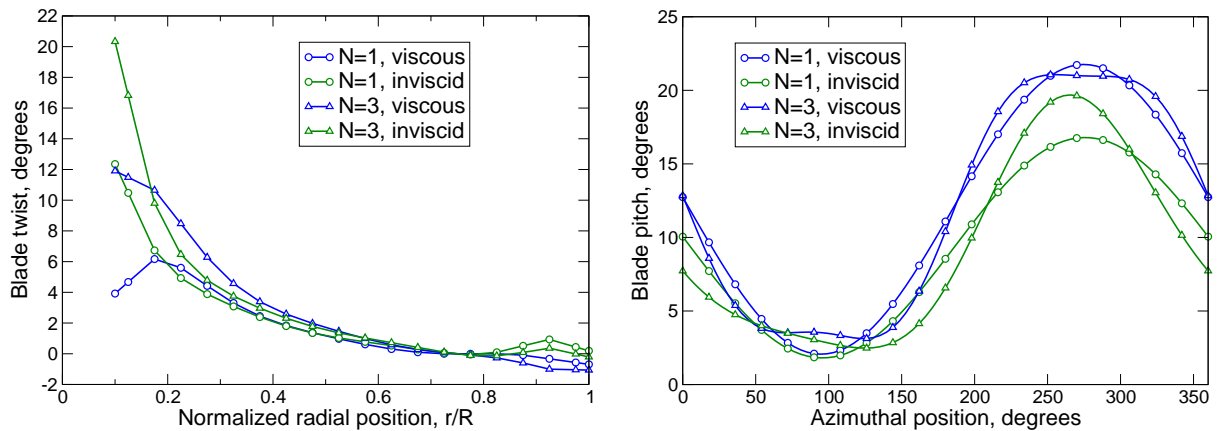 22
20
18
16
14
12
10
8
6
4
2
0
-2
Blade twist, degrees
N=1, viscous
N=1, inviscid
N=3, viscous
N=3, inviscid
0 0.2 0.4 0.6 0.8 1
Normalized radial position, r/R
25
20
15
10
5
0
Blade pitch, degrees
N=1, viscous
N=1, inviscid
N=3, viscous
N=3, inviscid
0 50 100 150 200 250 300 350
Azimuthal position, degrees